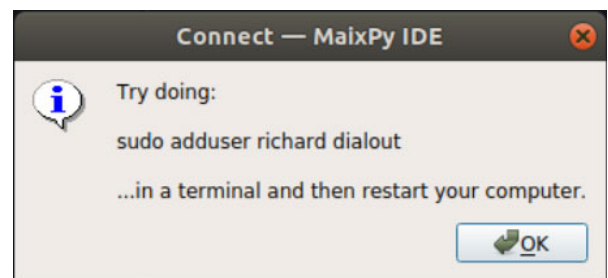 Connect — MaixPy IDE
Try doing:
sudo adduser richard dialout
...in a terminal and then restart your computer.
OK